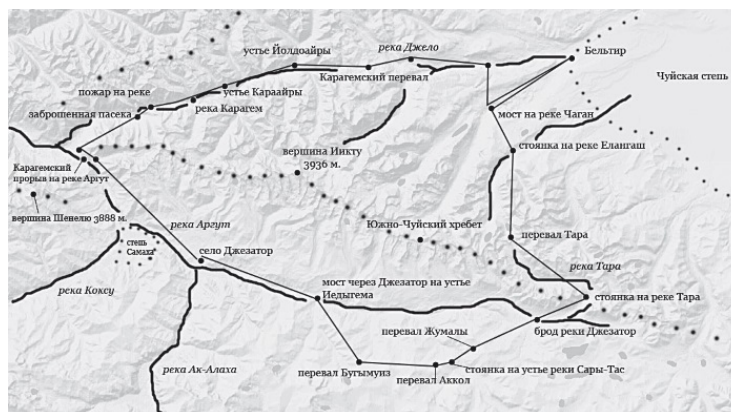 устье Йолдоайры
река Джело
Бельтир
Карагемский перевал
Чуйская степь
пожар на реке
устье Караайры
заброшенная пасека
река Карагем
мост на реке Чаган
стоянка на реке Елангаш
вершина Иикту
3936 м.
Карагемский
прорыв на реке Аргут
вершина Шенелю 3888 м.
река Аргут
Южно-Чуйский хребет
перевал Тара
степь
Самаха
село Джезатор
река Тара
река Коксу
мост через Джезатор на устье
Иедыгема
стоянка на реке Тара
перевал Жумалы
брод реки Джезатор
река Ак-Алаха
перевал Бугымуиз
стоянка на устье реки Сары-Тас
перевал Аккол